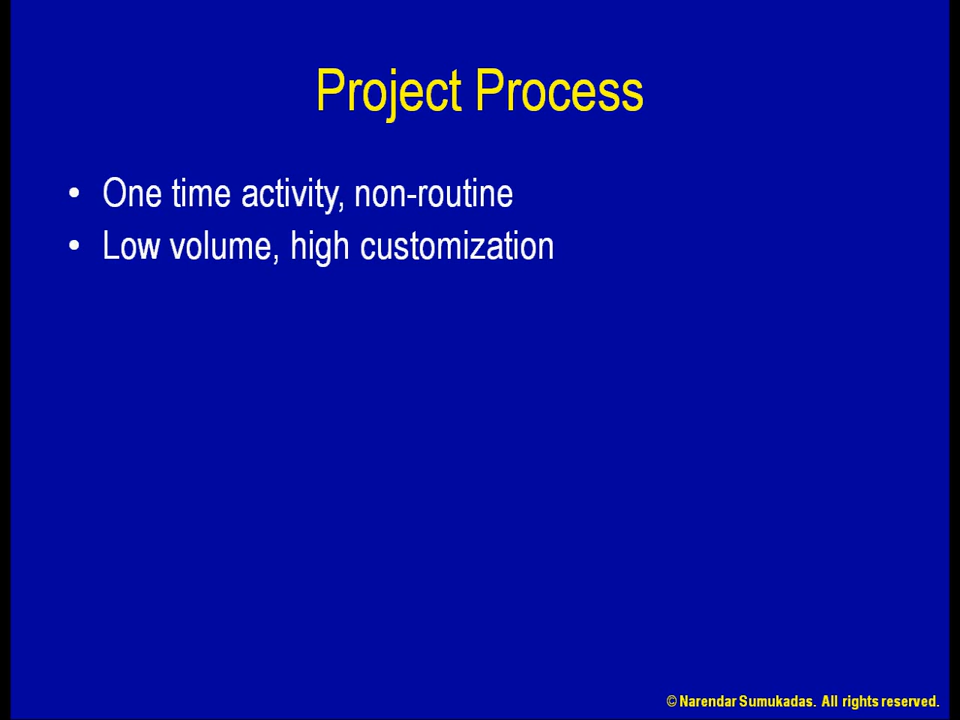 Project Process
• One time activity, non-routine
• Low volume, high customization
© Narendar Sumukadas. All rights reserved.